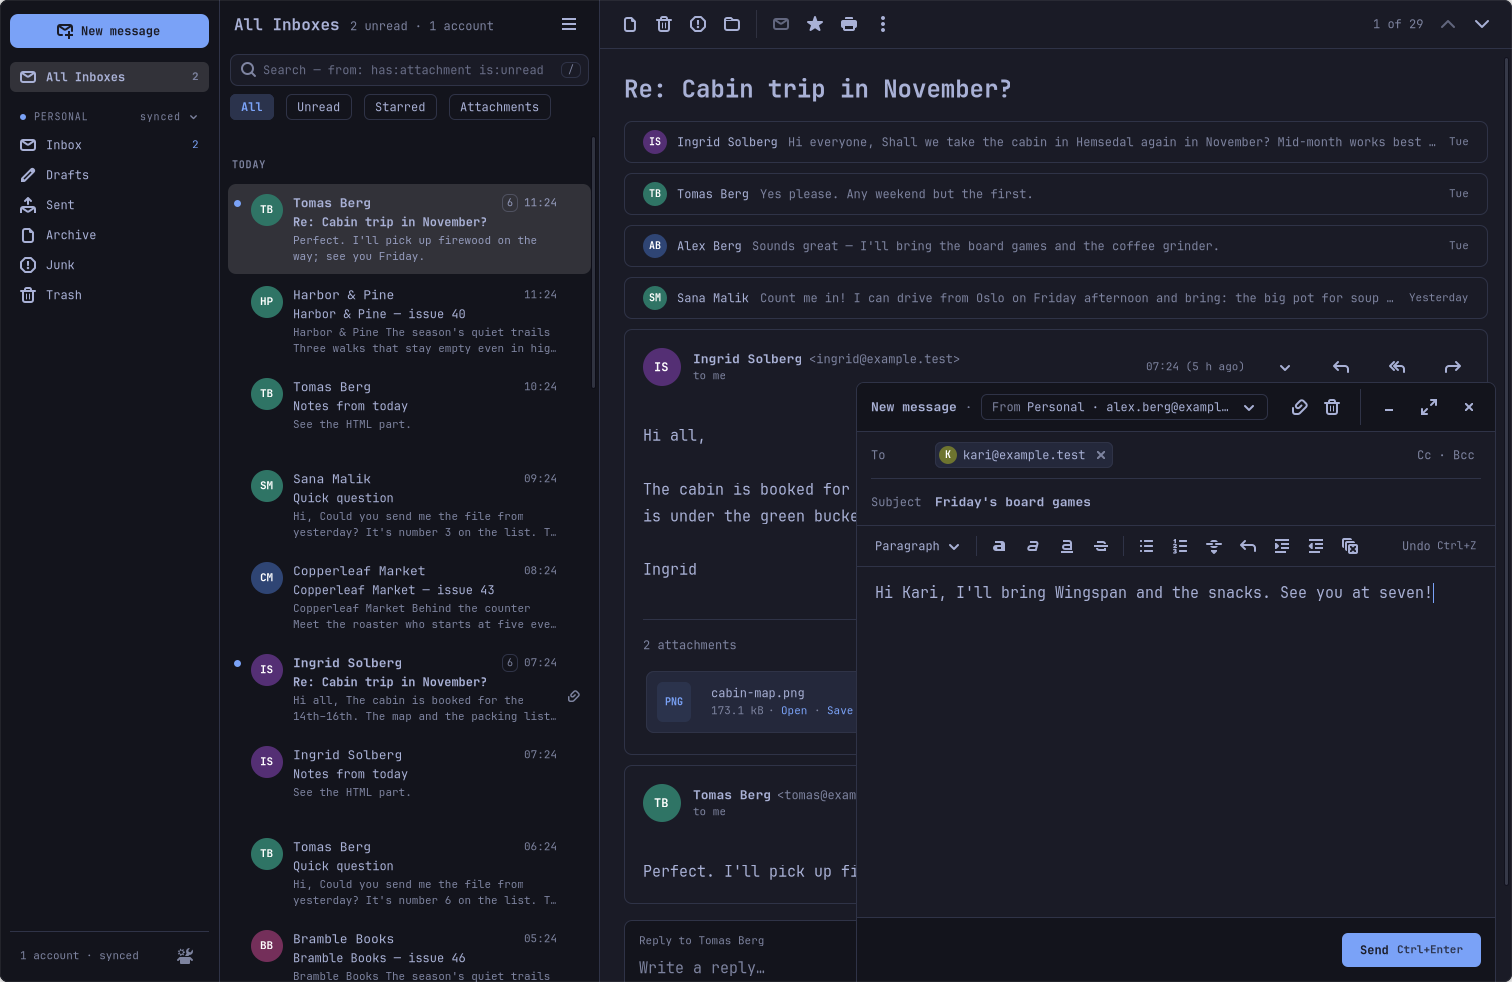 New message
All Inboxes 2
PERSONAL synced
Inbox 2
Drafts
Sent
Archive
Junk
Trash
1 account · synced
All Inboxes 2 unread · 1 account
Search — from: has:attachment is:unread /
All Unread Starred Attachments
TODAY
TB Tomas Berg 6 11:24
Re: Cabin trip in November?
Perfect. I'll pick up firewood on the
way; see you Friday.
HP Harbor & Pine 11:24
Harbor & Pine — issue 40
Harbor & Pine The season's quiet trails
Three walks that stay empty even in hig…
TB Tomas Berg 10:24
Notes from today
See the HTML part.
SM Sana Malik 09:24
Quick question
Hi, Could you send me the file from
yesterday? It's number 3 on the list. T…
CM Copperleaf Market 08:24
Copperleaf Market — issue 43
Copperleaf Market Behind the counter
Meet the roaster who starts at five eve…
IS Ingrid Solberg 6 07:24
Re: Cabin trip in November?
Hi all, The cabin is booked for the
14th–16th. The map and the packing list…
IS Ingrid Solberg 07:24
Notes from today
See the HTML part.
TB Tomas Berg 06:24
Quick question
Hi, Could you send me the file from
yesterday? It's number 6 on the list. T…
BB Bramble Books 05:24
Bramble Books — issue 46
Bramble Books The season's quiet trails
1 of 29
Re: Cabin trip in November?
IS Ingrid Solberg Hi everyone, Shall we take the cabin in Hemsedal again in November? Mid-month works best … Tue
TB Tomas Berg Yes please. Any weekend but the first. Tue
AB Alex Berg Sounds great — I'll bring the board games and the coffee grinder. Tue
SM Sana Malik Count me in! I can drive from Oslo on Friday afternoon and bring: the big pot for soup … Yesterday
IS Ingrid Solberg <ingrid@example.test> 07:24 (5 h ago)
to me
Hi all,
The cabin is booked for
is under the green bucke
Ingrid
2 attachments
PNG cabin-map.png
173.1 kB · Open · Save
TB Tomas Berg <tomas@exam
to me
Perfect. I'll pick up fi
Reply to Tomas Berg
Write a reply…
New message · From Personal · alex.berg@exampl…
To K kari@example.test Cc · Bcc
Subject Friday's board games
Paragraph a a a Undo Ctrl+Z
Hi Kari, I'll bring Wingspan and the snacks. See you at seven!
Send Ctrl+Enter